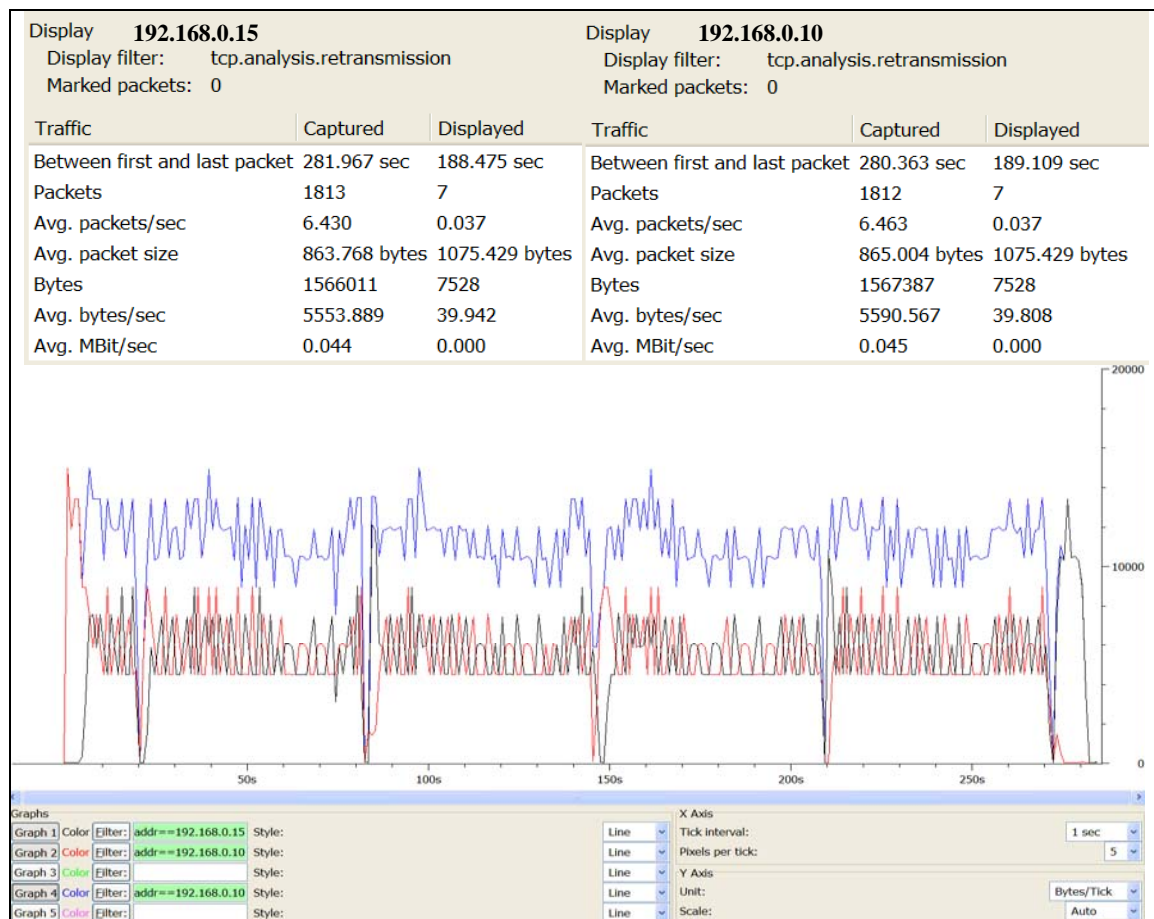 Display 192.168.0.15
Display filter: tcp.analysis.retransmission
Marked packets: 0
Traffic Captured Displayed
Between first and last packet 281.967 sec 188.475 sec
Packets 1813 7
Avg. packets/sec 6.430 0.037
Avg. packet size 863.768 bytes 1075.429 bytes
Bytes 1566011 7528
Avg. bytes/sec 5553.889 39.942
Avg. MBit/sec 0.044 0.000
Display 192.168.0.10
Display filter: tcp.analysis.retransmission
Marked packets: 0
Traffic Captured Displayed
Between first and last packet 280.363 sec 189.109 sec
Packets 1812 7
Avg. packets/sec 6.463 0.037
Avg. packet size 865.004 bytes 1075.429 bytes
Bytes 1567387 7528
Avg. bytes/sec 5590.567 39.808
Avg. MBit/sec 0.045 0.000
20000
10000
0
50s 100s 150s 200s 250s
Graphs
Graph 1 Color Filter: addr==192.168.0.15 Style: Line
Graph 2 Color Filter: addr==192.168.0.10 Style: Line
Graph 3 Color Filter: Style: Line
Graph 4 Color Filter: addr==192.168.0.10 Style: Line
Graph 5 Color Filter: Style: Line
X Axis
Tick interval: 1 sec
Pixels per tick: 5
Y Axis
Unit: Bytes/Tick
Scale: Auto